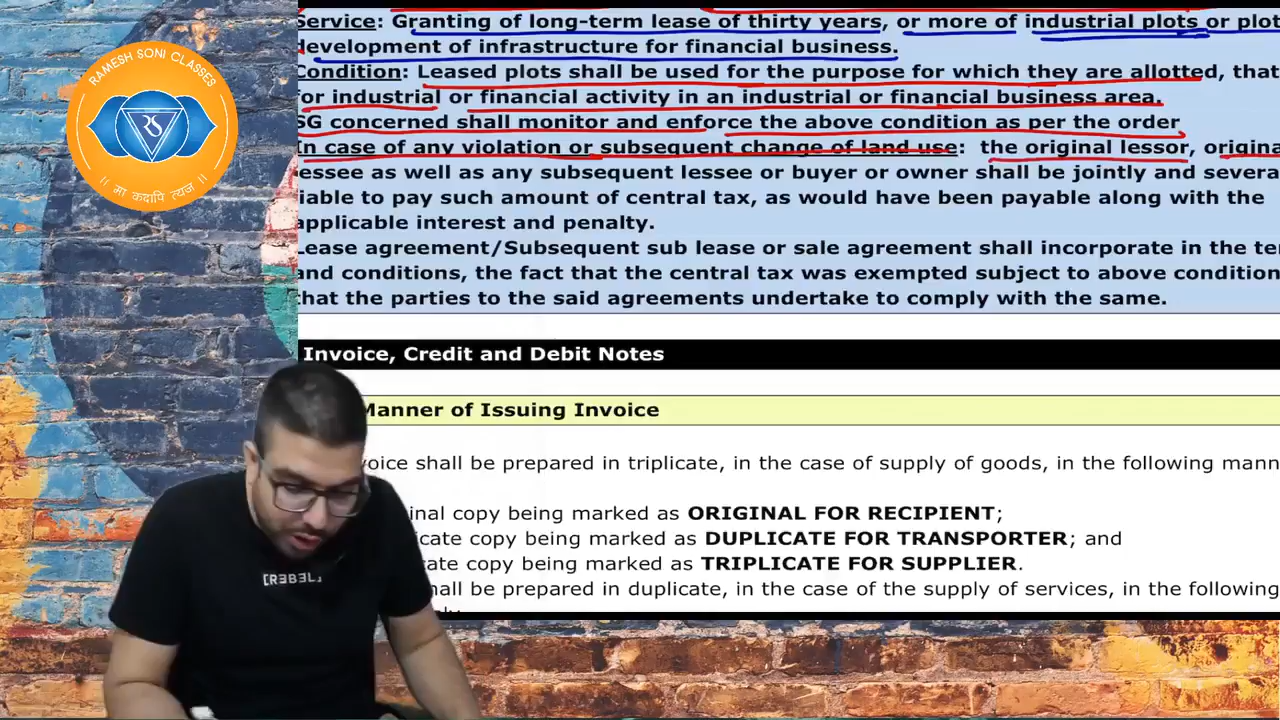 RAMESH SONI CLASSES
।। मा कदापि त्यज ।।
Service: Granting of long-term lease of thirty years, or more of industrial plots or
development of infrastructure for financial business.
Condition: Leased plots shall be used for the purpose for which they are allotted, that
for industrial or financial activity in an industrial or financial business area.
SG concerned shall monitor and enforce the above condition as per the order
In case of any violation or subsequent change of land use: the original lessor,
lessee as well as any subsequent lessee or buyer or owner shall be jointly and
liable to pay such amount of central tax, as would have been payable along with the
applicable interest and penalty.
Lease agreement/Subsequent sub lease or sale agreement shall incorporate in the
and conditions, the fact that the central tax was exempted subject to above condition
that the parties to the said agreements undertake to comply with the same.
Invoice, Credit and Debit Notes
Manner of Issuing Invoice
shall be prepared in triplicate, in the case of supply of goods, in the following
copy being marked as ORIGINAL FOR RECIPIENT;
copy being marked as DUPLICATE FOR TRANSPORTER; and
copy being marked as TRIPLICATE FOR SUPPLIER.
be prepared in duplicate, in the case of the supply of services, in the following
[REBEL]